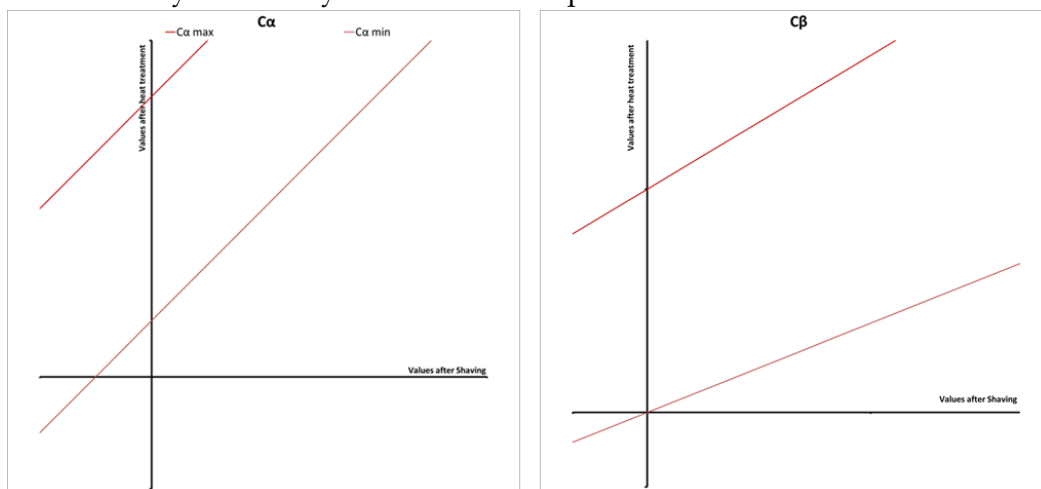 Cα
Cα max
Cα min
Values after heat treatment
Values after Shaving
Cβ
Values after heat treatment
Values after Shaving